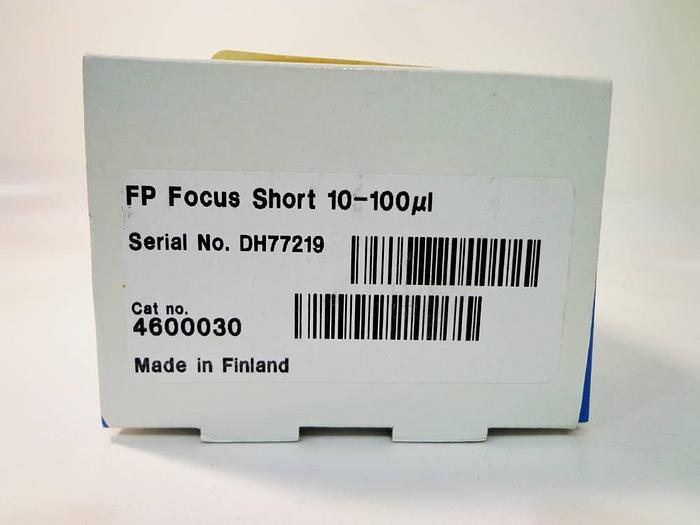 FP Focus Short 10-100µl
Serial No. DH77219
Cat no.
4600030
Made in Finland